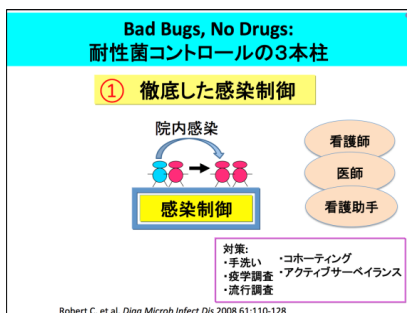 Bad Bugs, No Drugs:
耐性菌コントロールの3本柱
① 徹底した感染制御
院内感染
看護師
医師
看護助手
感染制御
対策:
・手洗い
・疫学調査
・流行調査
・コホーティング
・アクティブサーベイランス
Robert C, et al. Diag Microb Infect Dis 2008 61:110-128